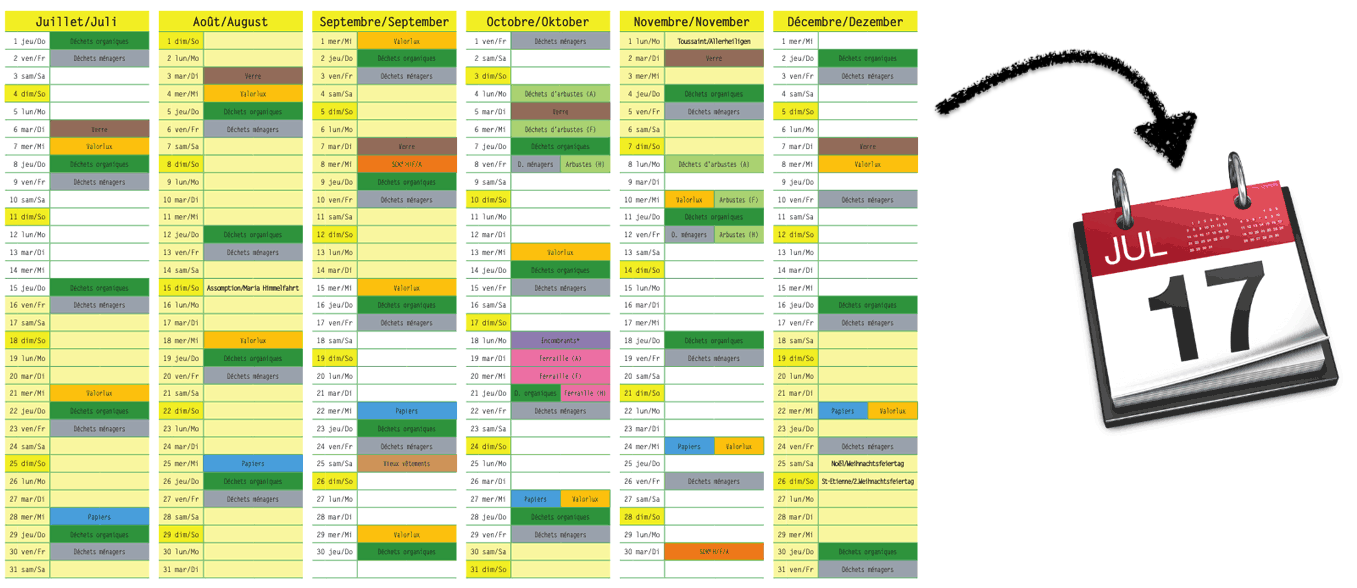 Juillet/Juli
1 jeu/Do Déchets organiques
2 ven/Fr Déchets ménagers
3 sam/Sa
4 dim/So
5 lun/Mo
6 mar/Di Verre
7 mer/Mi Valorlux
8 jeu/Do Déchets organiques
9 ven/Fr Déchets ménagers
10 sam/Sa
11 dim/So
12 lun/Mo
13 mar/Di
14 mer/Mi
15 jeu/Do Déchets organiques
16 ven/Fr Déchets ménagers
17 sam/Sa
18 dim/So
19 lun/Mo
20 mar/Di
21 mer/Mi Valorlux
22 jeu/Do Déchets organiques
23 ven/Fr Déchets ménagers
24 sam/Sa
25 dim/So
26 lun/Mo
27 mar/Di
28 mer/Mi Papiers
29 jeu/Do Déchets organiques
30 ven/Fr Déchets ménagers
31 sam/Sa
Août/August
1 dim/So
2 lun/Mo
3 mar/Di Verre
4 mer/Mi Valorlux
5 jeu/Do Déchets organiques
6 ven/Fr Déchets ménagers
7 sam/Sa
8 dim/So
9 lun/Mo
10 mar/Di
11 mer/Mi
12 jeu/Do Déchets organiques
13 ven/Fr Déchets ménagers
14 sam/Sa
15 dim/So Assomption/Maria Himmelfahrt
16 lun/Mo
17 mar/Di
18 mer/Mi Valorlux
19 jeu/Do Déchets organiques
20 ven/Fr Déchets ménagers
21 sam/Sa
22 dim/So
23 lun/Mo
24 mar/Di
25 mer/Mi Papiers
26 jeu/Do Déchets organiques
27 ven/Fr Déchets ménagers
28 sam/Sa
29 dim/So
30 lun/Mo
31 mar/Di
Septembre/September
1 mer/Mi Valorlux
2 jeu/Do Déchets organiques
3 ven/Fr Déchets ménagers
4 sam/Sa
5 dim/So
6 lun/Mo
7 mar/Di Verre
8 mer/Mi SDK* H/F/A
9 jeu/Do Déchets organiques
10 ven/Fr Déchets ménagers
11 sam/Sa
12 dim/So
13 lun/Mo
14 mar/Di
15 mer/Mi Valorlux
16 jeu/Do Déchets organiques
17 ven/Fr Déchets ménagers
18 sam/Sa
19 dim/So
20 lun/Mo
21 mar/Di
22 mer/Mi Papiers
23 jeu/Do Déchets organiques
24 ven/Fr Déchets ménagers
25 sam/Sa Vieux vêtements
26 dim/So
27 lun/Mo
28 mar/Di
29 mer/Mi Valorlux
30 jeu/Do Déchets organiques
Octobre/Oktober
1 ven/Fr Déchets ménagers
2 sam/Sa
3 dim/So
4 lun/Mo Déchets d'arbustes (A)
5 mar/Di Verre
6 mer/Mi Déchets d'arbustes (F)
7 jeu/Do Déchets organiques
8 ven/Fr D. ménagers Arbustes (H)
9 sam/Sa
10 dim/So
11 lun/Mo
12 mar/Di
13 mer/Mi Valorlux
14 jeu/Do Déchets organiques
15 ven/Fr Déchets ménagers
16 sam/Sa
17 dim/So
18 lun/Mo Encombrants*
19 mar/Di Ferraille (A)
20 mer/Mi Ferraille (F)
21 jeu/Do D. organiques Ferraille (H)
22 ven/Fr Déchets ménagers
23 sam/Sa
24 dim/So
25 lun/Mo
26 mar/Di
27 mer/Mi Papiers Valorlux
28 jeu/Do Déchets organiques
29 ven/Fr Déchets ménagers
30 sam/Sa
31 dim/So
Novembre/November
1 lun/Mo Toussaint/Allerheiligen
2 mar/Di Verre
3 mer/Mi
4 jeu/Do Déchets organiques
5 ven/Fr Déchets ménagers
6 sam/Sa
7 dim/So
8 lun/Mo Déchets d'arbustes (A)
9 mar/Di
10 mer/Mi Valorlux Arbustes (F)
11 jeu/Do Déchets organiques
12 ven/Fr D. ménagers Arbustes (H)
13 sam/Sa
14 dim/So
15 lun/Mo
16 mar/Di
17 mer/Mi
18 jeu/Do Déchets organiques
19 ven/Fr Déchets ménagers
20 sam/Sa
21 dim/So
22 lun/Mo
23 mar/Di
24 mer/Mi Papiers Valorlux
25 jeu/Do
26 ven/Fr Déchets ménagers
27 sam/Sa
28 dim/So
29 lun/Mo
30 mar/Di SDK* H/F/A
Décembre/Dezember
1 mer/Mi
2 jeu/Do Déchets organiques
3 ven/Fr Déchets ménagers
4 sam/Sa
5 dim/So
6 lun/Mo
7 mar/Di Verre
8 mer/Mi Valorlux
9 jeu/Do
10 ven/Fr Déchets ménagers
11 sam/Sa
12 dim/So
13 lun/Mo
14 mar/Di
15 mer/Mi
16 jeu/Do Déchets organiques
17 ven/Fr Déchets ménagers
18 sam/Sa
19 dim/So
20 lun/Mo
21 mar/Di
22 mer/Mi Papiers Valorlux
23 jeu/Do
24 ven/Fr Déchets ménagers
25 sam/Sa Noël/Weihnachtsfeiertag
26 dim/So St-Etienne/2.Weihnachtsfeiertag
27 lun/Mo
28 mar/Di
29 mer/Mi
30 jeu/Do Déchets organiques
31 ven/Fr Déchets ménagers
JUL
17